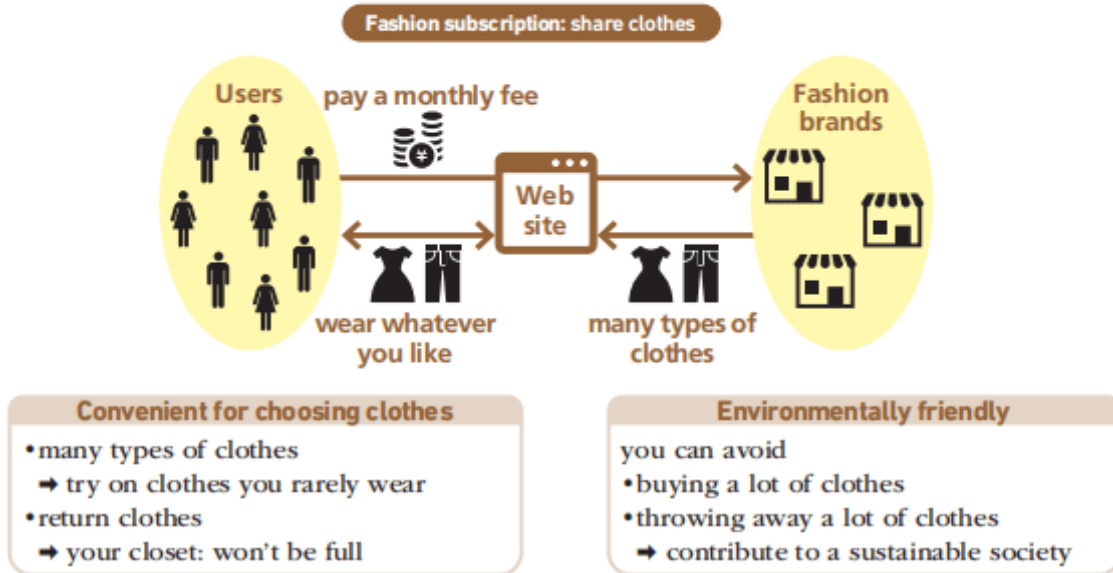 Fashion subscription: share clothes
Users
pay a monthly fee
¥
Fashion
brands
Web
site
wear whatever
you like
many types of
clothes
Convenient for choosing clothes
•many types of clothes
➡ try on clothes you rarely wear
•return clothes
➡ your closet: won't be full
Environmentally friendly
you can avoid
•buying a lot of clothes
•throwing away a lot of clothes
➡ contribute to a sustainable society